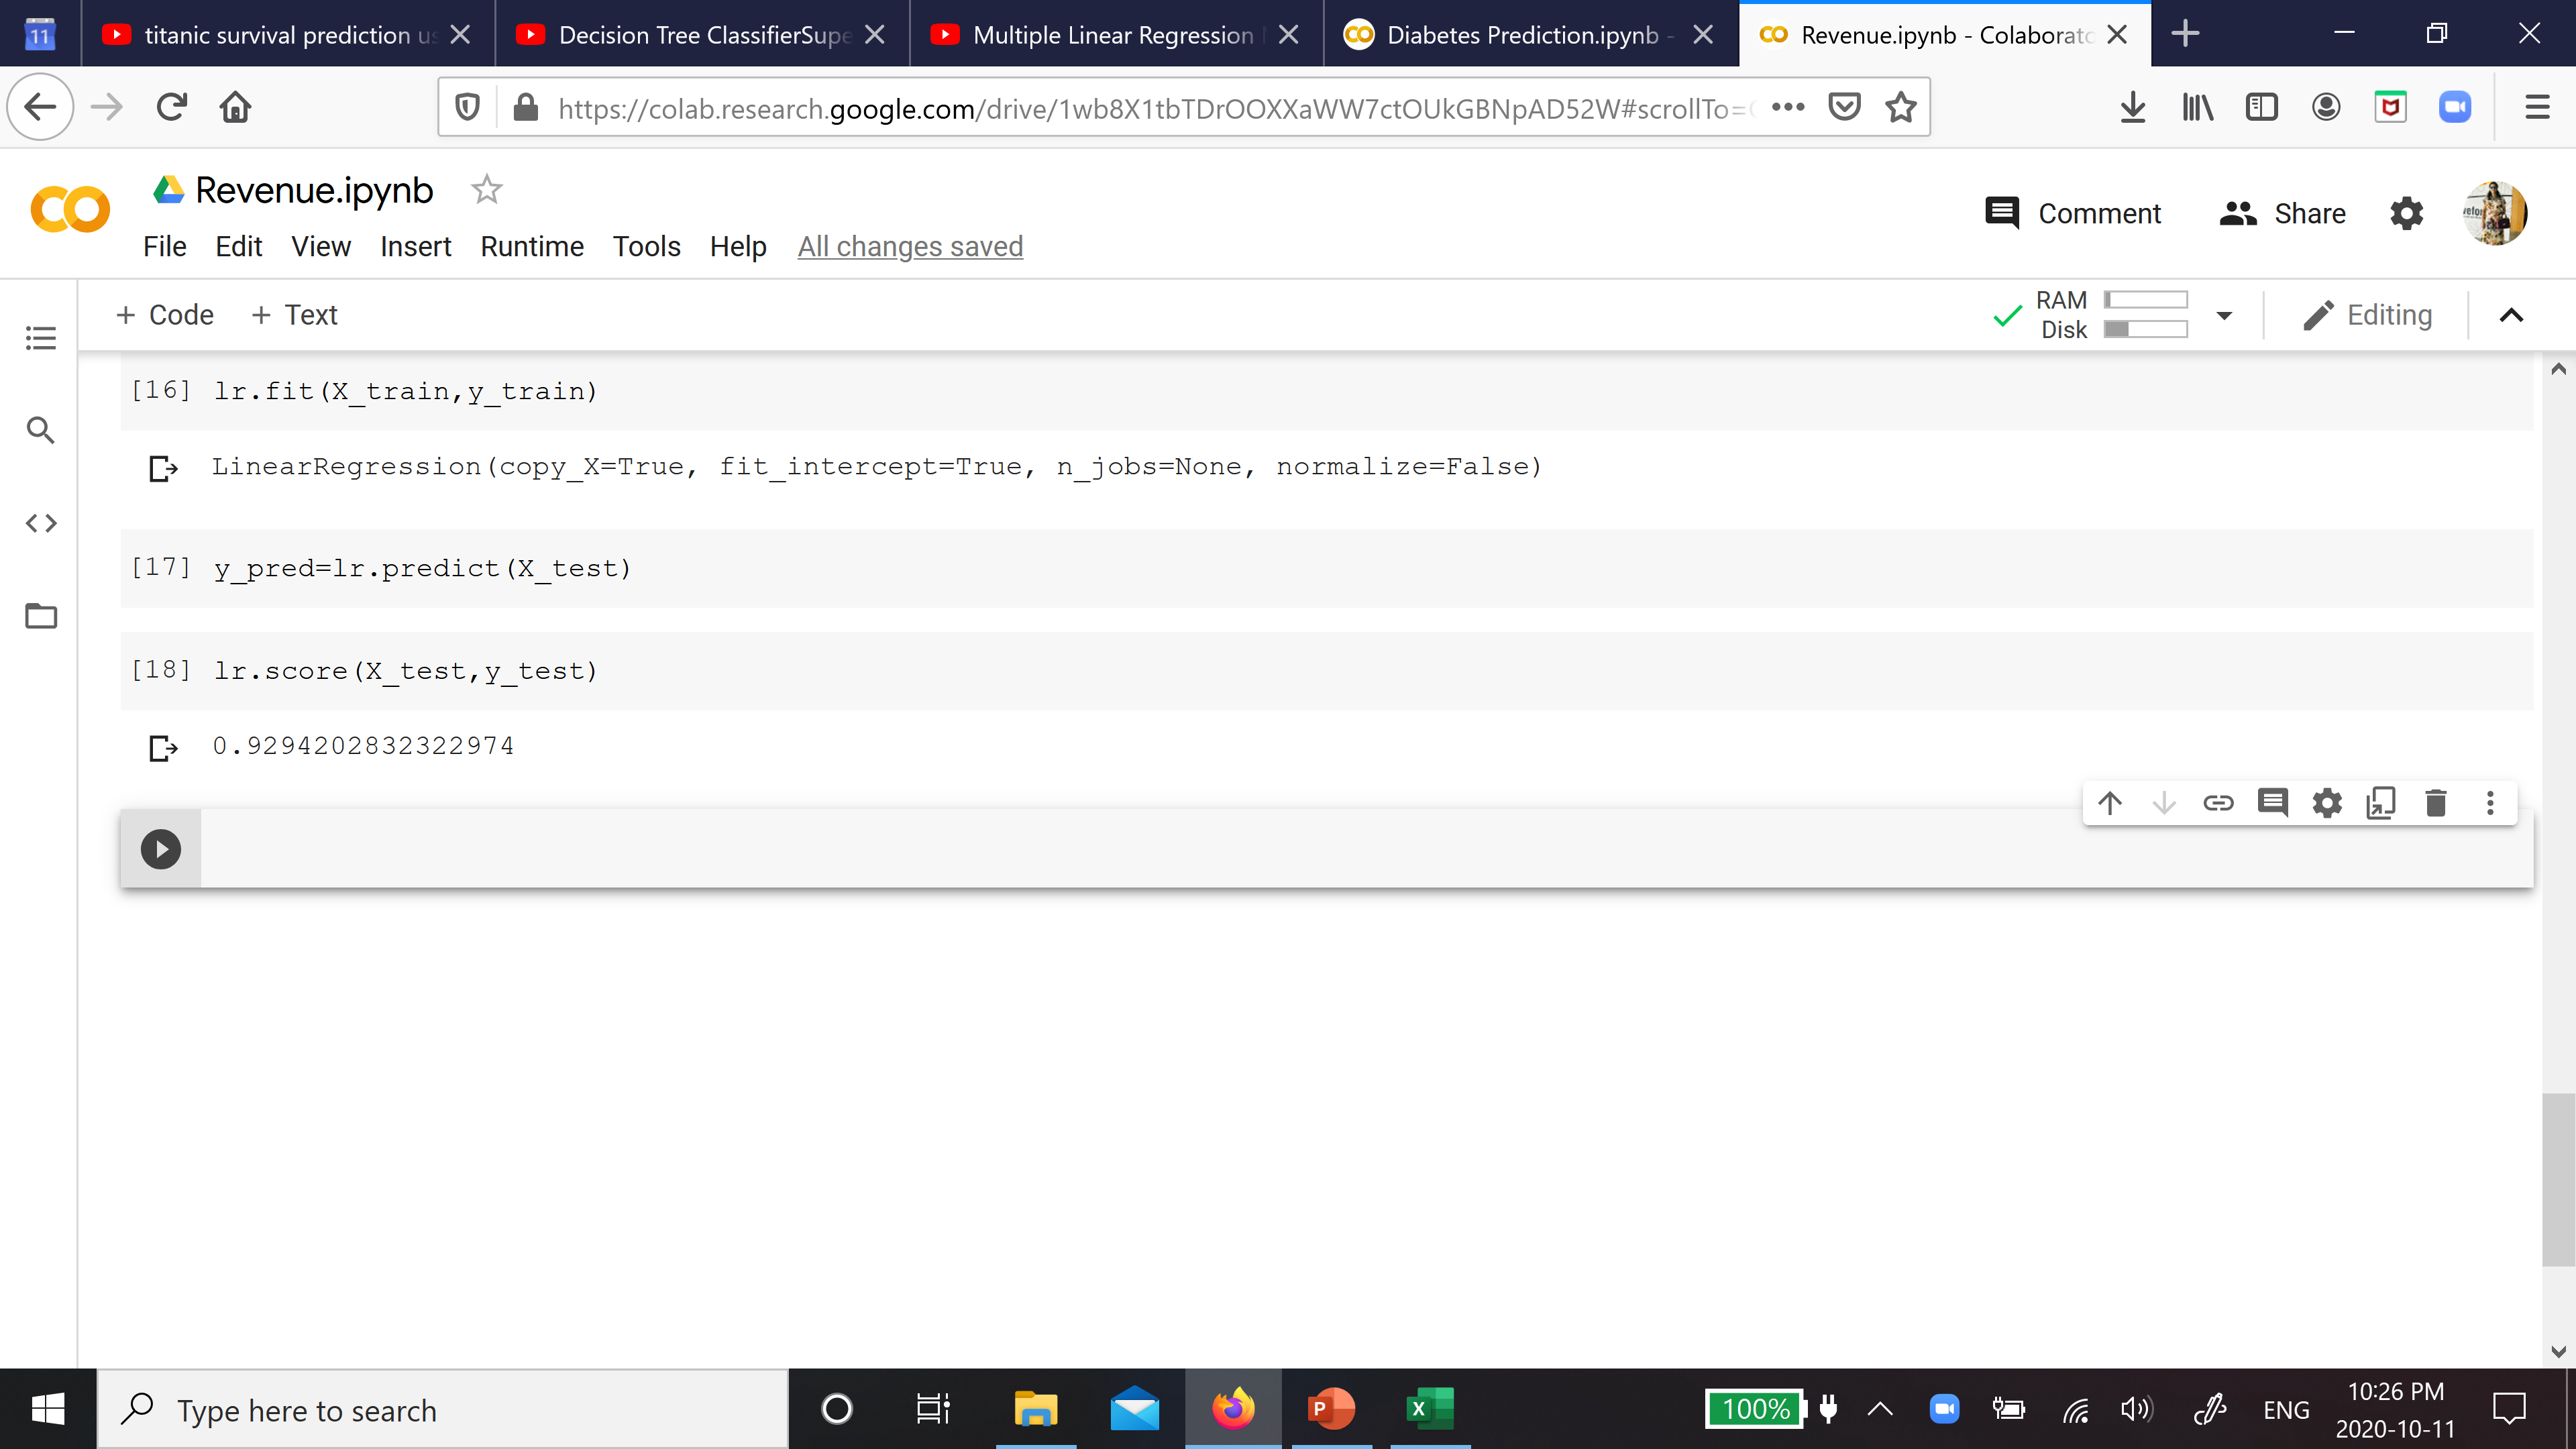 11
titanic survival prediction us
Decision Tree ClassifierSupe
Multiple Linear Regression
Diabetes Prediction.ipynb -
Revenue.ipynb - Colaborato
https://colab.research.google.com/drive/1wb8X1tbTDrOOXXaWW7ctOUkGBNpAD52W#scrollTo=
Revenue.ipynb
Comment
Share
File Edit View Insert Runtime Tools Help All changes saved
+ Code + Text
RAM
Disk
Editing
[16] lr.fit(X_train,y_train)
LinearRegression(copy_X=True, fit_intercept=True, n_jobs=None, normalize=False)
[17] y_pred=lr.predict(X_test)
[18] lr.score(X_test,y_test)
0.9294202832322974
Type here to search
P
X
100%
ENG
10:26 PM
2020-10-11